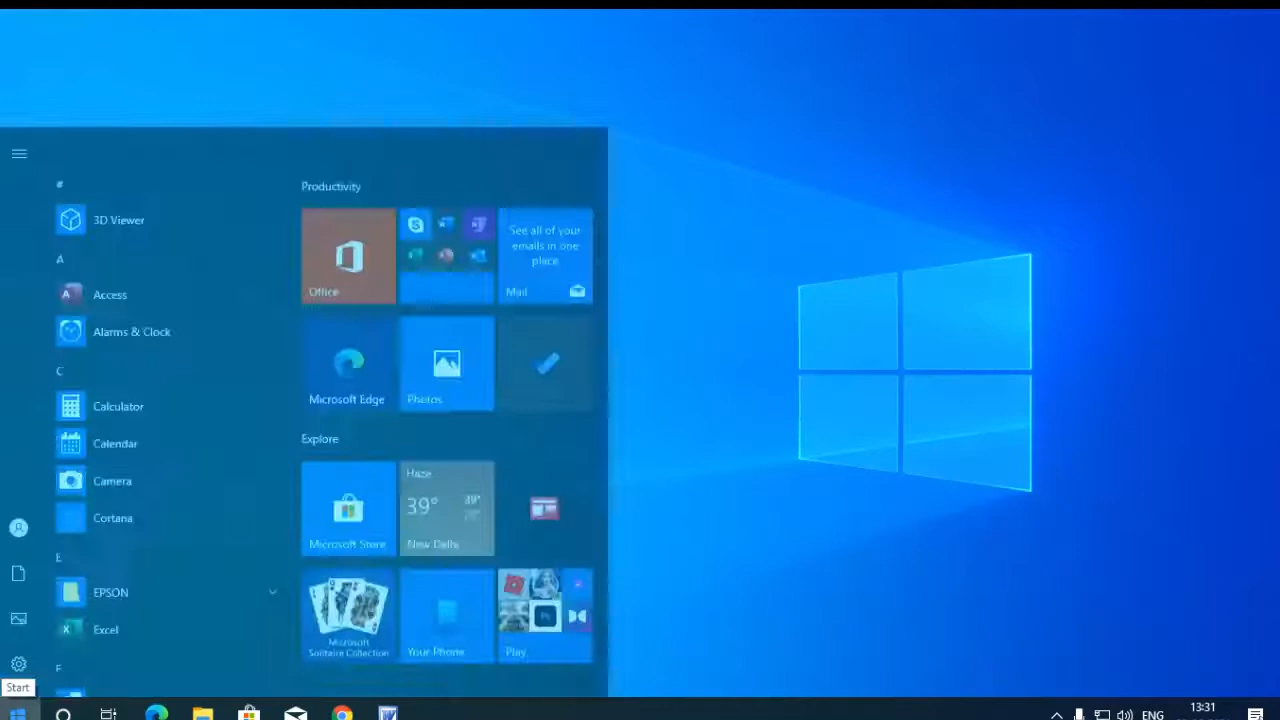 #
3D Viewer
A
Access
Alarms & Clock
C
Calculator
Calendar
Camera
Cortana
E
EPSON
Excel
F
Start
Productivity
Office
See all of your
emails in one
place
Mail
Microsoft Edge
Photos
Explore
Microsoft Store
Haze
39° 39°
New Delhi
Microsoft
Solitaire Collection
Your Phone
Play
ENG
13:31